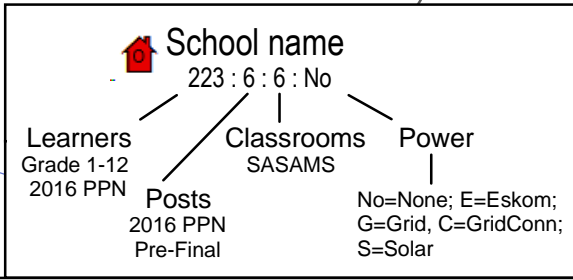 O
School name
223 : 6 : 6 : No
Learners
Grade 1-12
2016 PPN
Posts
2016 PPN
Pre-Final
Classrooms
SASAMS
Power
No=None; E=Eskom;
G=Grid, C=GridConn;
S=Solar